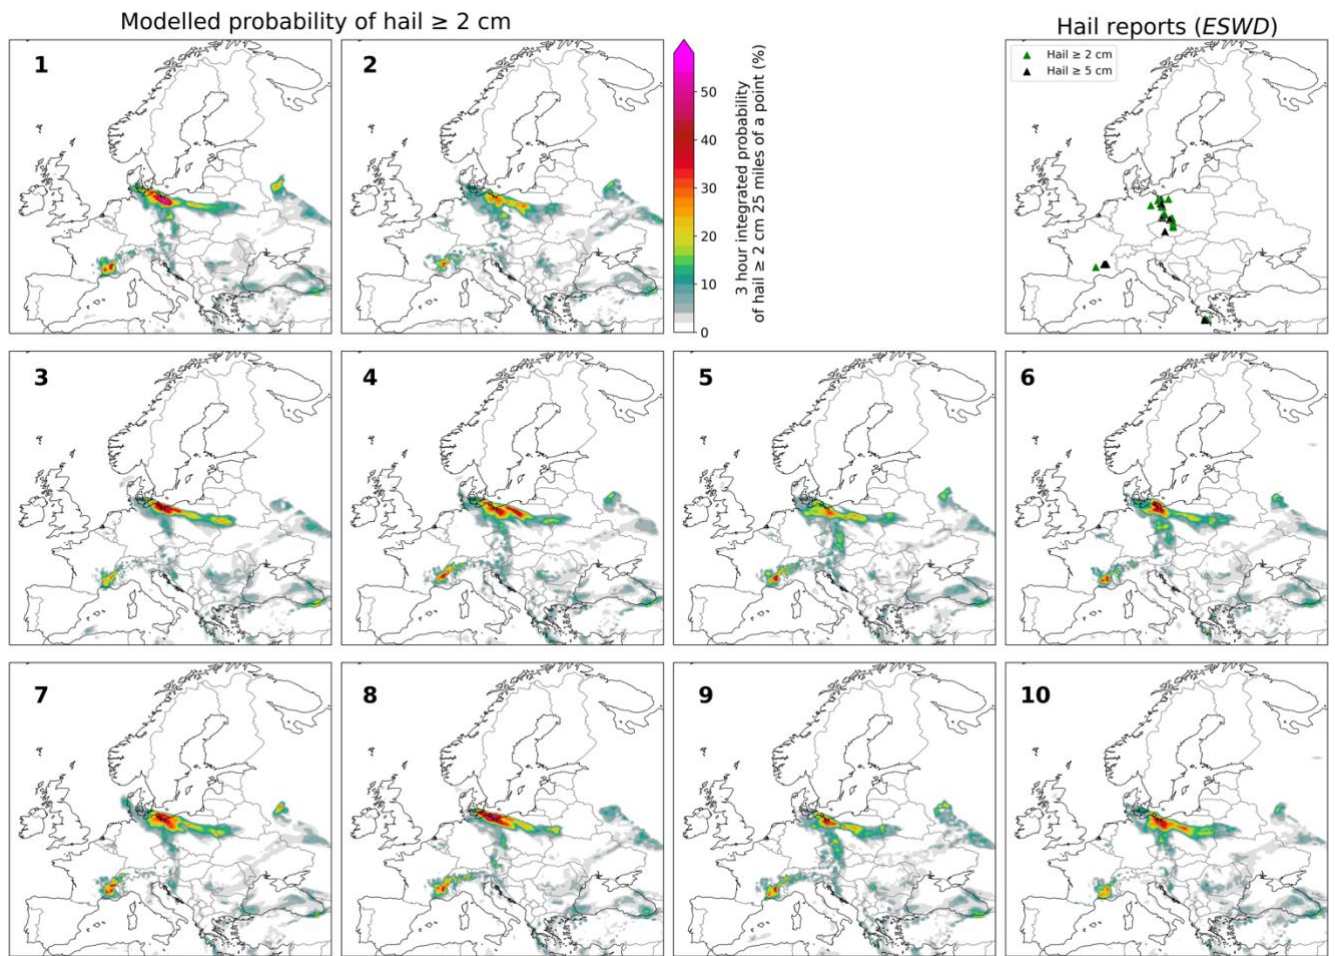 Modelled probability of hail ≥ 2 cm
Hail reports (ESWD)
1
2
50
40
30
20
10
0
3 hour integrated probability
of hail ≥ 2 cm 25 miles of a point (%)
Hail ≥ 2 cm
Hail ≥ 5 cm
3
4
5
6
7
8
9
10